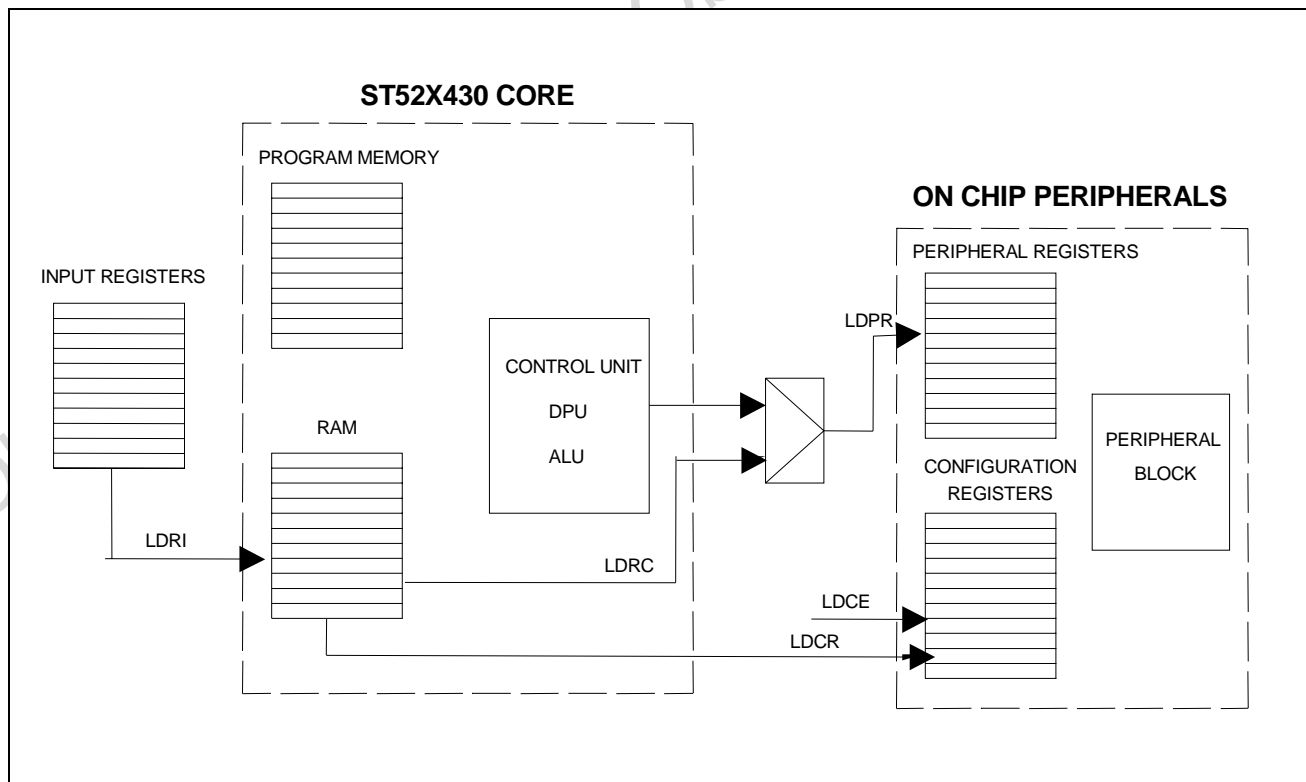 ST52X430 CORE
PROGRAM MEMORY
ON CHIP PERIPHERALS
INPUT REGISTERS
PERIPHERAL REGISTERS
LDPR
CONTROL UNIT
DPU
ALU
RAM
PERIPHERAL
BLOCK
CONFIGURATION
REGISTERS
LDRI
LDRC
LDCE
LDCR